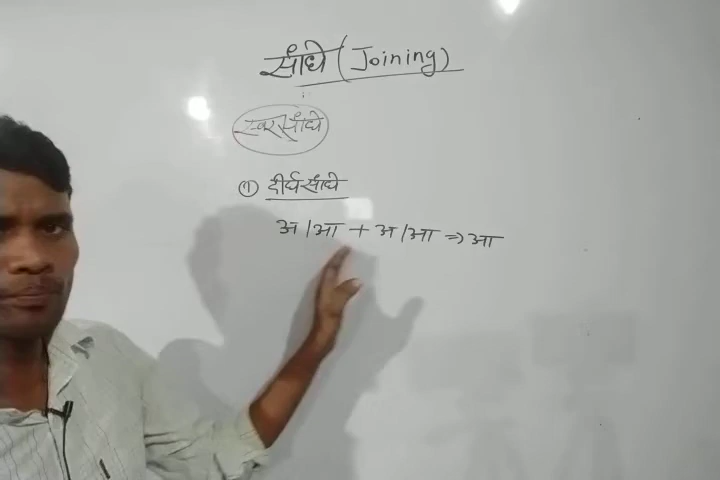 संधि (Joining)
स्वर संधि
① दीर्घ संधि
अ/आ + अ/आ ⇒ आ